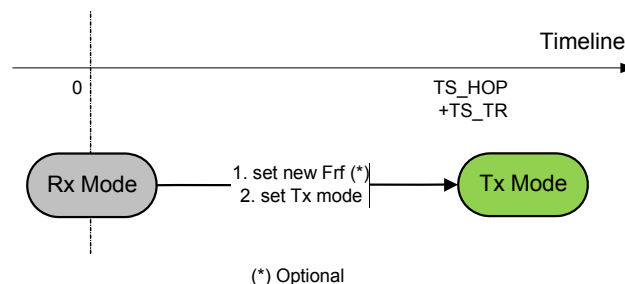 Timeline
0
TS_HOP
+TS_TR
Rx Mode
1. set new Frf (*)
2. set Tx mode
Tx Mode
(*) Optional